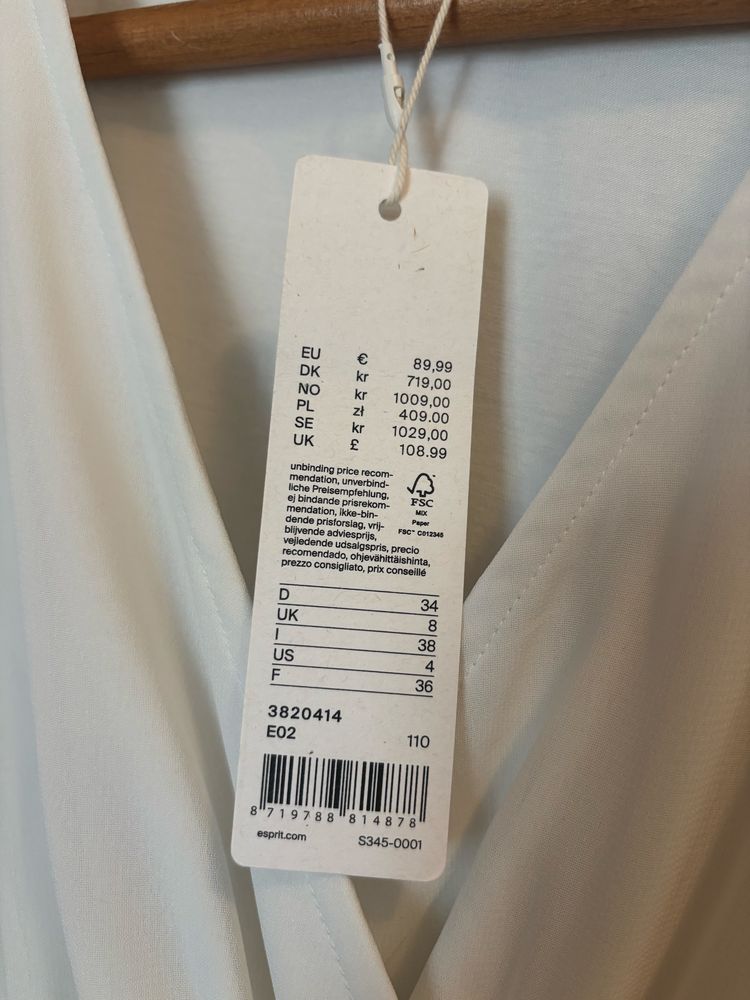 EU € 89,99
DK kr 719,00
NO kr 1009,00
PL zł 409.00
SE kr 1029,00
UK £ 108.99
unbinding price recom-
mendation, unverbind-
liche Preisempfehlung,
ej bindande prisrekom-
mendation, ikke-bin-
dende prisforslag, vrij-
blijvende adviesprijs,
vejledende udsalgspris, precio
recomendado, ohjevähittäishinta,
prezzo consigliato, prix conseillé
FSC
MIX
Paper
FSC™ C012345
D 34
UK 8
I 38
US 4
F 36
3820414
E02 110
8 719788 814878
esprit.com S345-0001